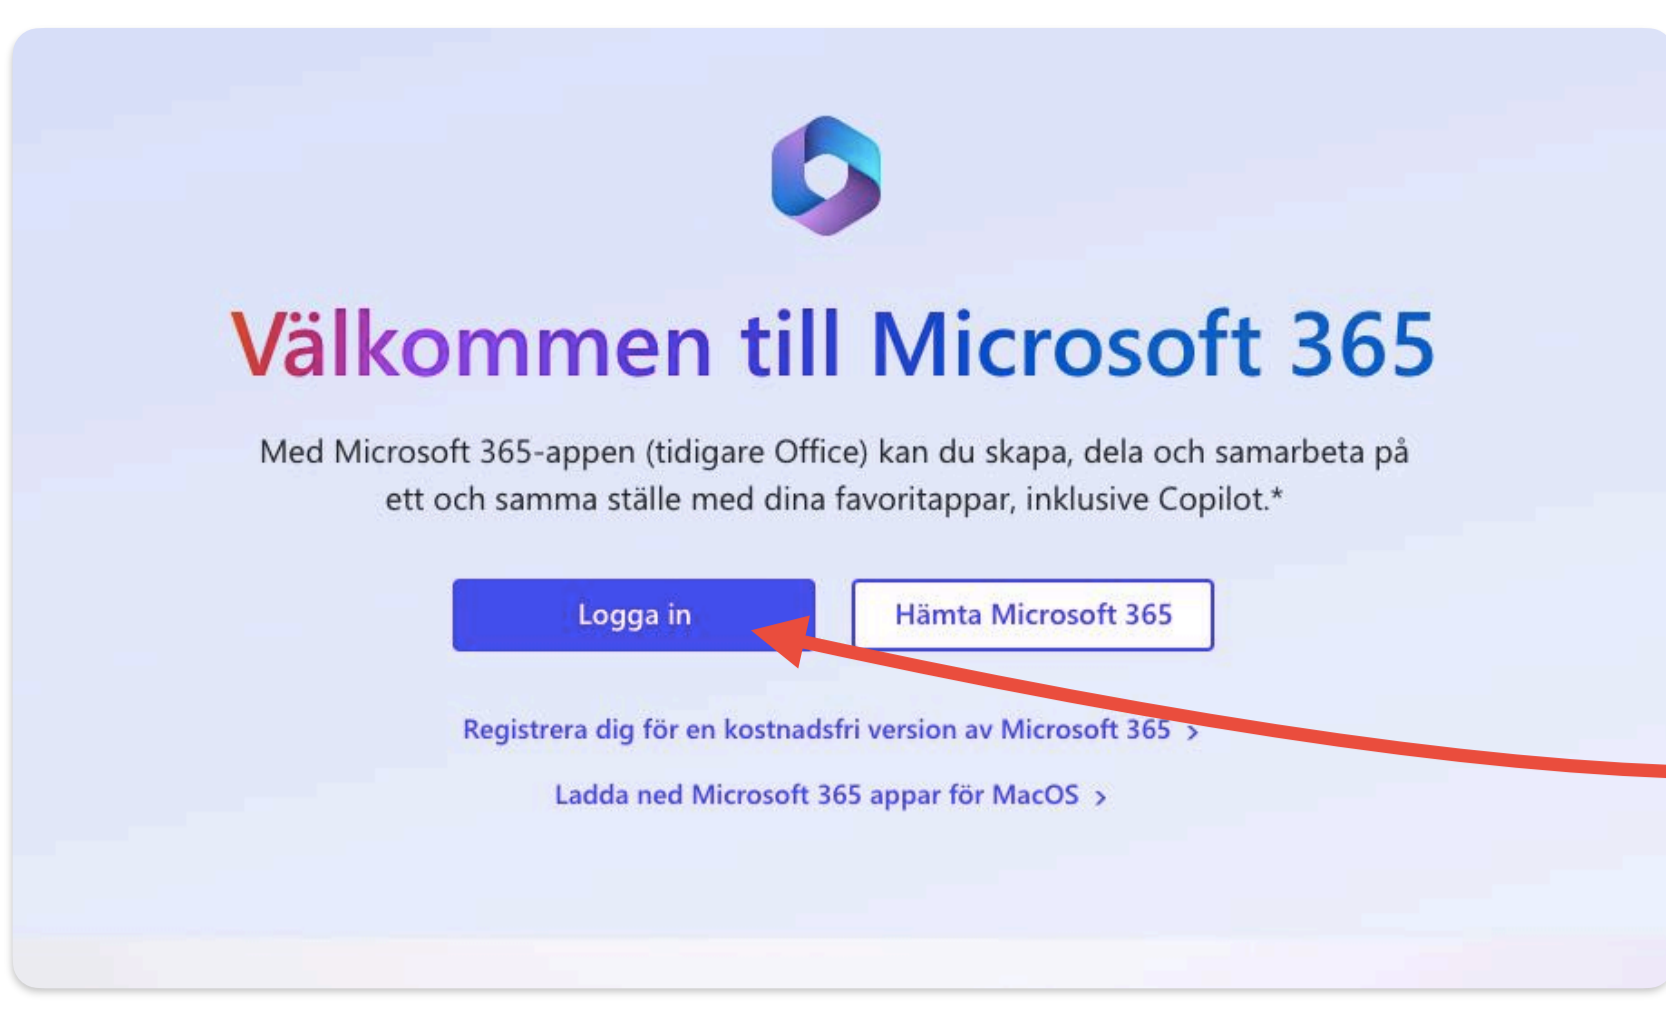 Välkommen till Microsoft 365
Med Microsoft 365-appen (tidigare Office) kan du skapa, dela och samarbeta på
ett och samma ställe med dina favoritappar, inklusive Copilot.*
Logga in
Hämta Microsoft 365
Registrera dig för en kostnadsfri version av Microsoft 365 >
Ladda ned Microsoft 365 appar för MacOS >